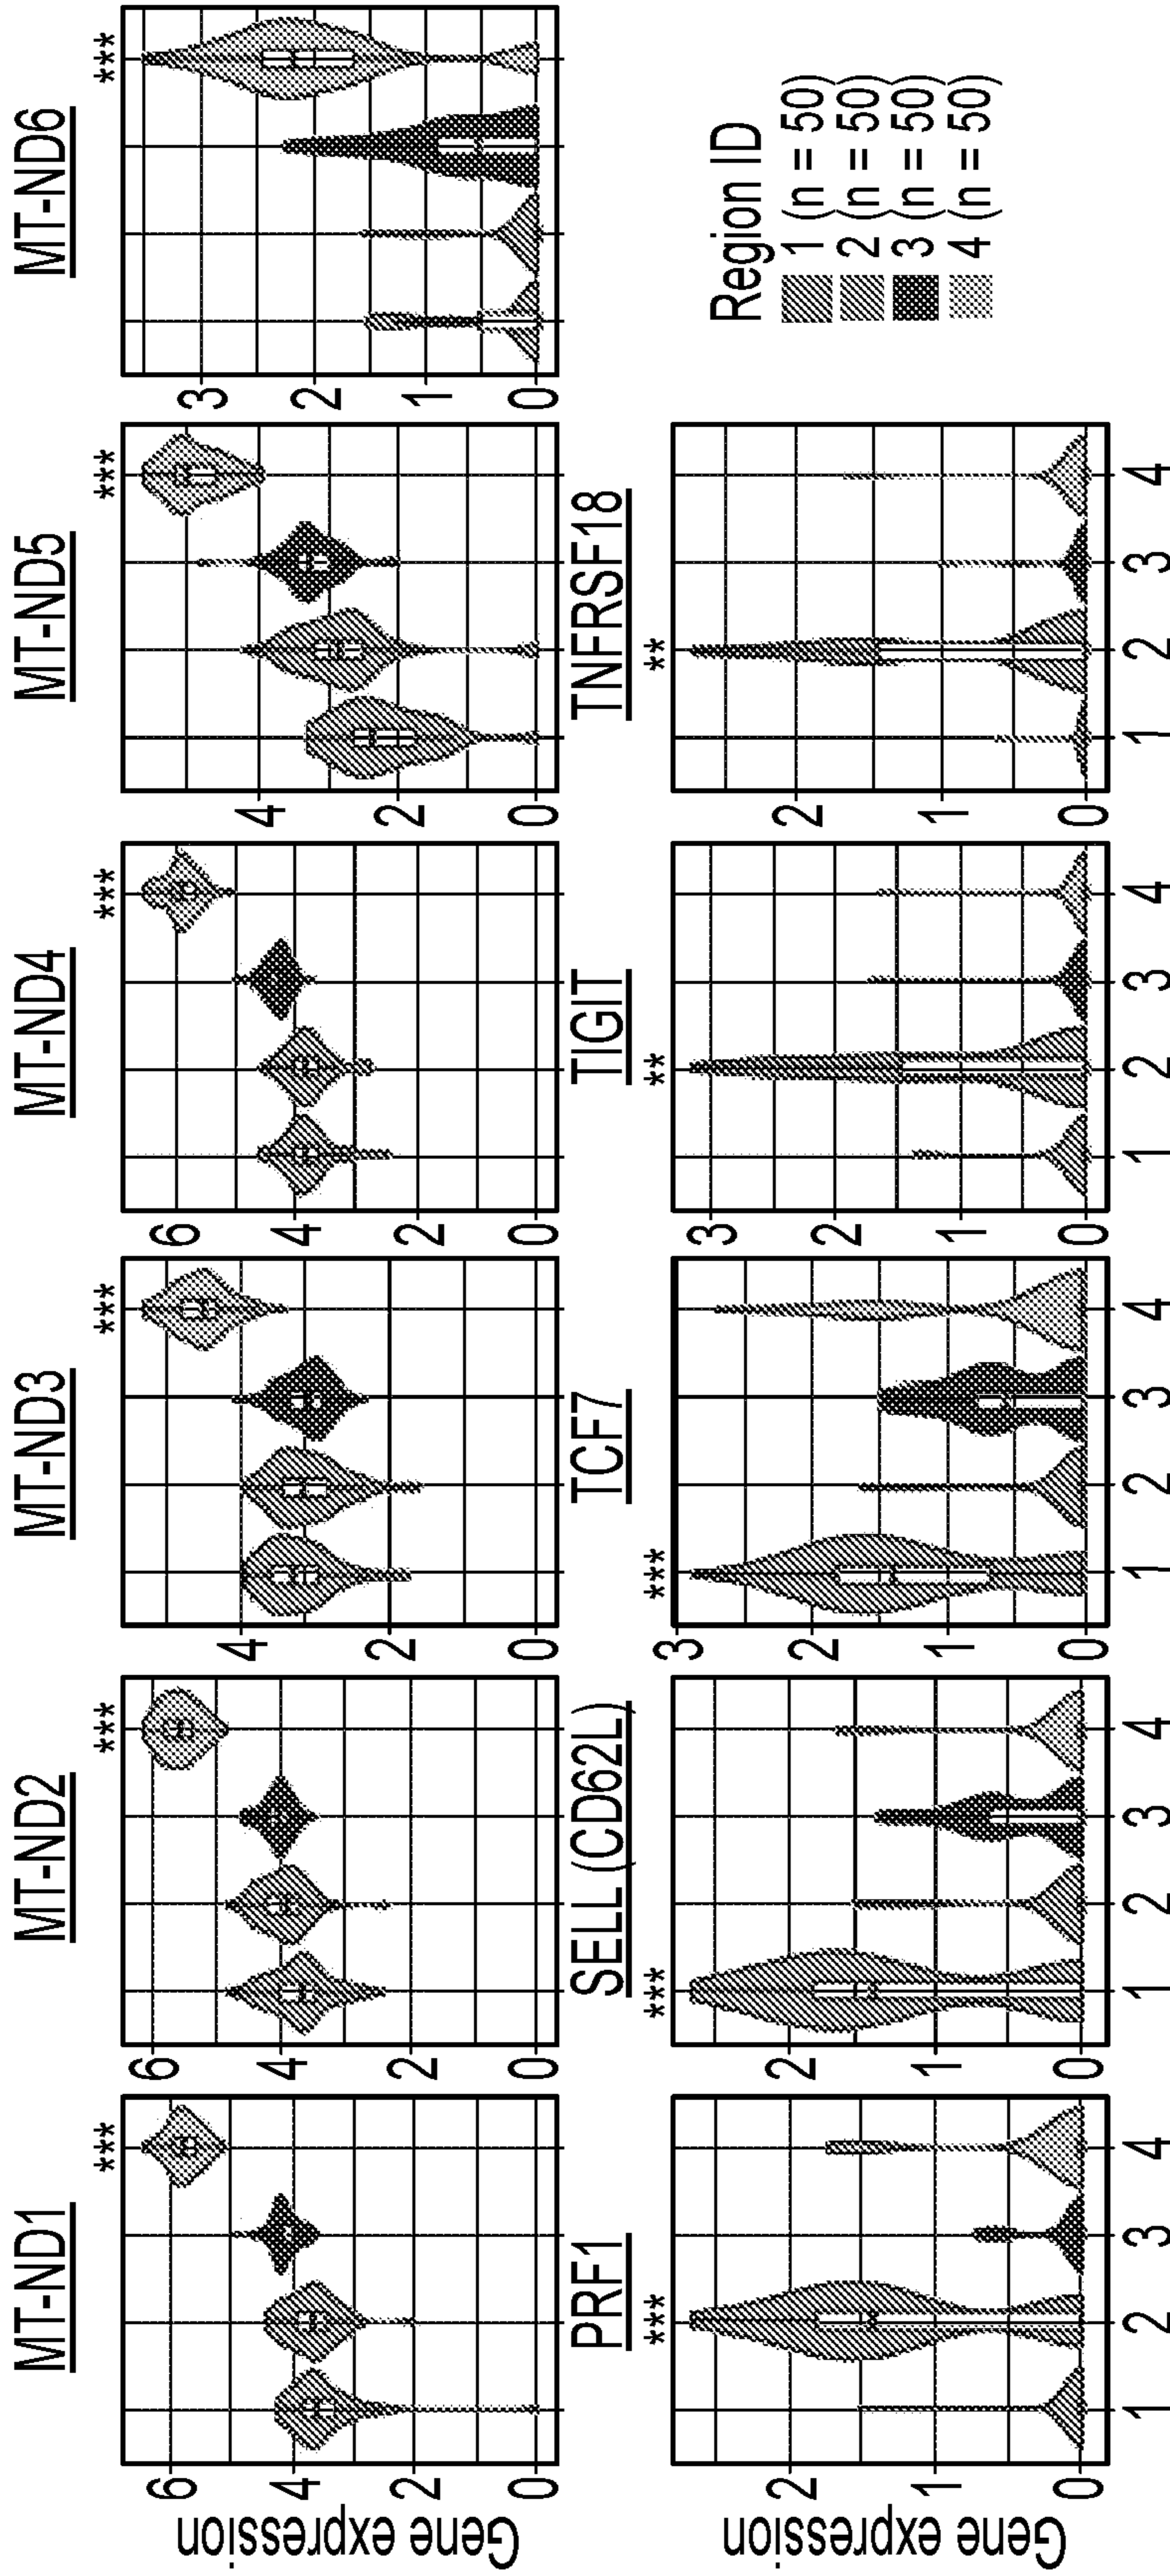 MT-ND1 MT-ND2 MT-ND3 MT-ND4 MT-ND5 MT-ND6
*** *** *** *** *** ***
Gene expression
6 4 2 0
6 4 2 0
4 2 0
6 4 2 0
4 2 0
3 2 1 0
PRF1 SELL (CD62L) TCF7 TIGIT TNFRSF18
*** *** *** ** **
Gene expression
2 1 0
2 1 0
3 2 1 0
3 2 1 0
2 1 0
1 2 3 4 1 2 3 4 1 2 3 4 1 2 3 4 1 2 3 4
Region ID
1 (n = 50)
2 (n = 50)
3 (n = 50)
4 (n = 50)